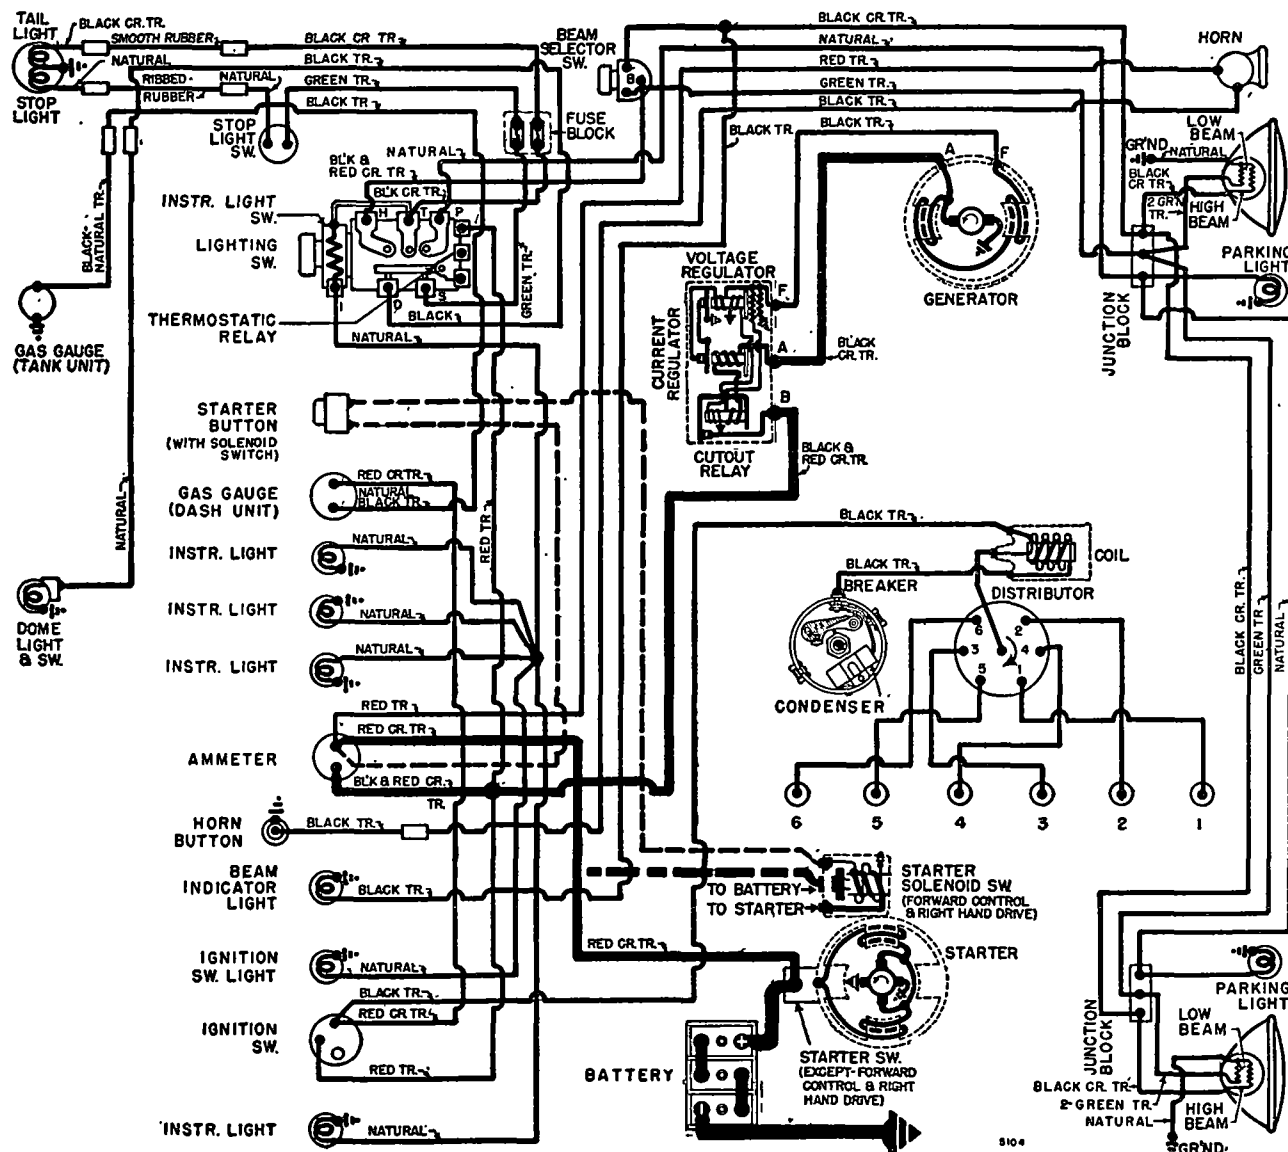 TAIL
LIGHT
BLACK CR. TR.
SMOOTH RUBBER
BLACK CR TR.
NATURAL
BLACK TR.
RIBBED
RUBBER
NATURAL
GREEN TR.
STOP
LIGHT
BLACK TR.
STOP
LIGHT
SW.
BEAM
SELECTOR
SW.
B
FUSE
BLOCK
BLACK CR. TR.
NATURAL
RED TR.
GREEN TR.
BLACK TR.
BLACK TR.
BLACK TR.
HORN
LOW
BEAM
GR'ND
NATURAL
BLACK
CR TR.
2 GR'N
TR.
HIGH
BEAM
PARKING
LIGHT
JUNCTION
BLOCK
BLK &
RED CR TR.
NATURAL
BLK CR. TR.
INSTR. LIGHT
SW.
LIGHTING
SW.
H
T
P
I
D
S
THERMOSTATIC
RELAY
BLACK
NATURAL
GREEN TR.
BLACK-
NATURAL TR.
GAS GAUGE
(TANK UNIT)
A
F
GENERATOR
VOLTAGE
REGULATOR
CURRENT
REGULATOR
F
A
B
BLACK
CR. TR.
CUTOUT
RELAY
BLACK &
RED CR. TR.
STARTER
BUTTON
(WITH SOLENOID
SWITCH)
GAS GAUGE
(DASH UNIT)
RED CR. TR.
NATURAL
BLACK TR.
RED TR.
NATURAL
INSTR. LIGHT
NATURAL
INSTR. LIGHT
NATURAL
INSTR. LIGHT
NATURAL
DOME
LIGHT
& SW.
BLACK TR.
COIL
BLACK TR.
BREAKER
DISTRIBUTOR
6
2
3
4
5
1
CONDENSER
BLACK CR. TR.
GREEN TR.
NATURAL
AMMETER
RED TR
RED CR. TR.
BLK & RED CR.
TR.
6
5
4
3
2
1
HORN
BUTTON
BLACK TR.
BEAM
INDICATOR
LIGHT
BLACK TR.
TO BATTERY
TO STARTER
STARTER
SOLENOID SW.
(FORWARD CONTROL
& RIGHT HAND DRIVE)
RED CR. TR.
STARTER
IGNITION
SW. LIGHT
NATURAL
BLACK TR.
RED CR TR.
IGNITION
SW.
RED TR.
BATTERY
STARTER SW.
(EXCEPT-FORWARD
CONTROL & RIGHT
HAND DRIVE)
INSTR. LIGHT
NATURAL
5104
PARKING
LIGHT
JUNCTION
BLOCK
LOW
BEAM
BLACK CR. TR.
2-GREEN TR.
NATURAL
HIGH
BEAM
GR'ND.